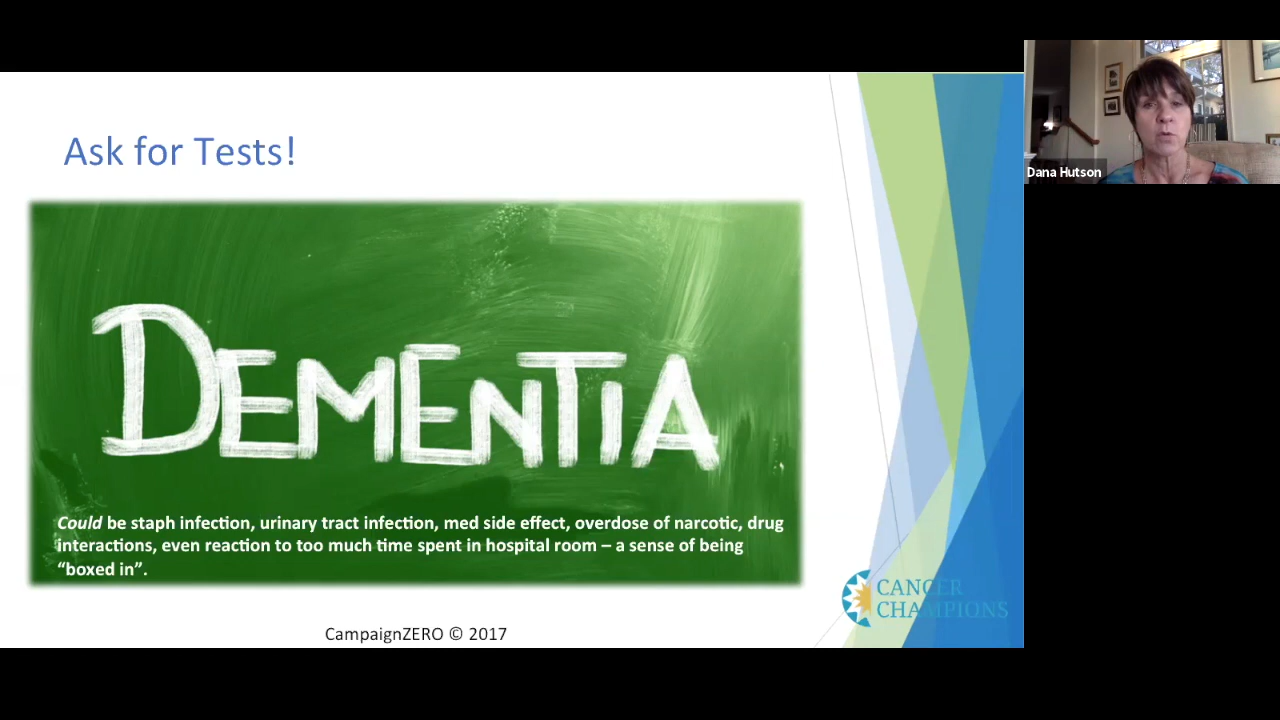 Ask for Tests!
DEMENTIA
Could be staph infection, urinary tract infection, med side effect, overdose of narcotic, drug
interactions, even reaction to too much time spent in hospital room – a sense of being
“boxed in”.
CANCER
CHAMPIONS
CampaignZERO © 2017
Dana Hutson